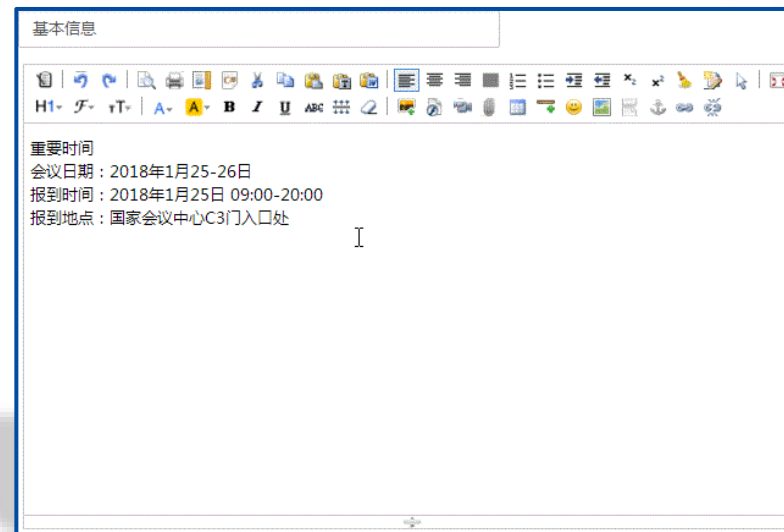 基本信息
H1 F тT A A B I U ABC
重要时间
会议日期：2018年1月25-26日
报到时间：2018年1月25日 09:00-20:00
报到地点：国家会议中心C3门入口处